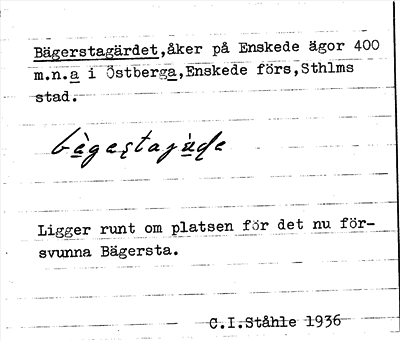 Bägerstagärdet,åker på Enskede ägor 400
m.n.a i Östberga,Enskede förs,Sthlms
stad.
Ligger runt om platsen för det nu för-
svunna Bägersta.
C.I.Ståhle 1936